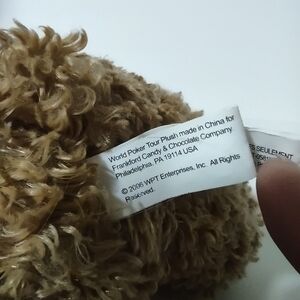 World Poker Tour Plush made in China for
Frankford Candy & Chocolate Company.
Philadelphia, PA 19114 USA
© 2006 WPT Enterprises, Inc. All Rights
Reserved.
SEULEMENT